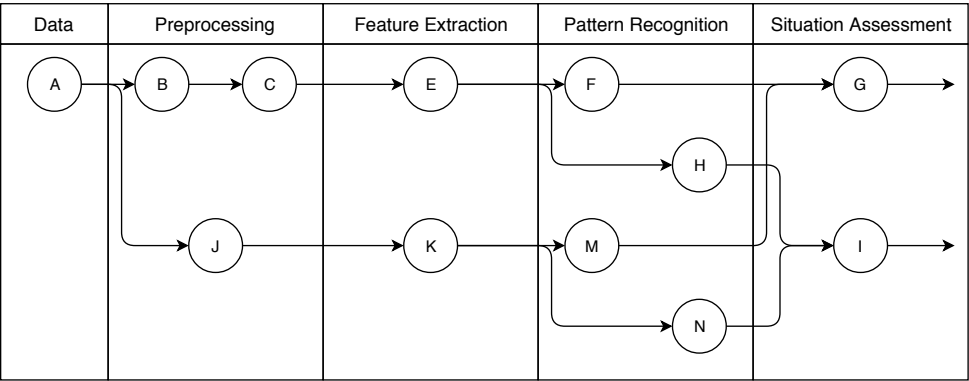 Data Preprocessing Feature Extraction Pattern Recognition Situation Assessment
A B C E F G
H
J K M I
N